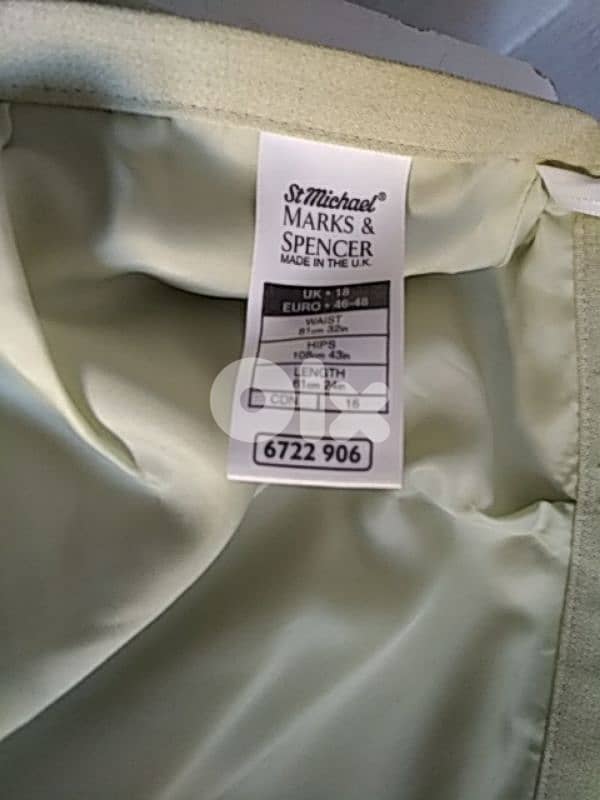 St Michael®
MARKS &
SPENCER
MADE IN THE U.K.
UK • 18
EURO • 46-48
WAIST
81cm 32in
HIPS
108cm 43in
LENGTH
61cm 24in
CDN 16
6722 906
olx